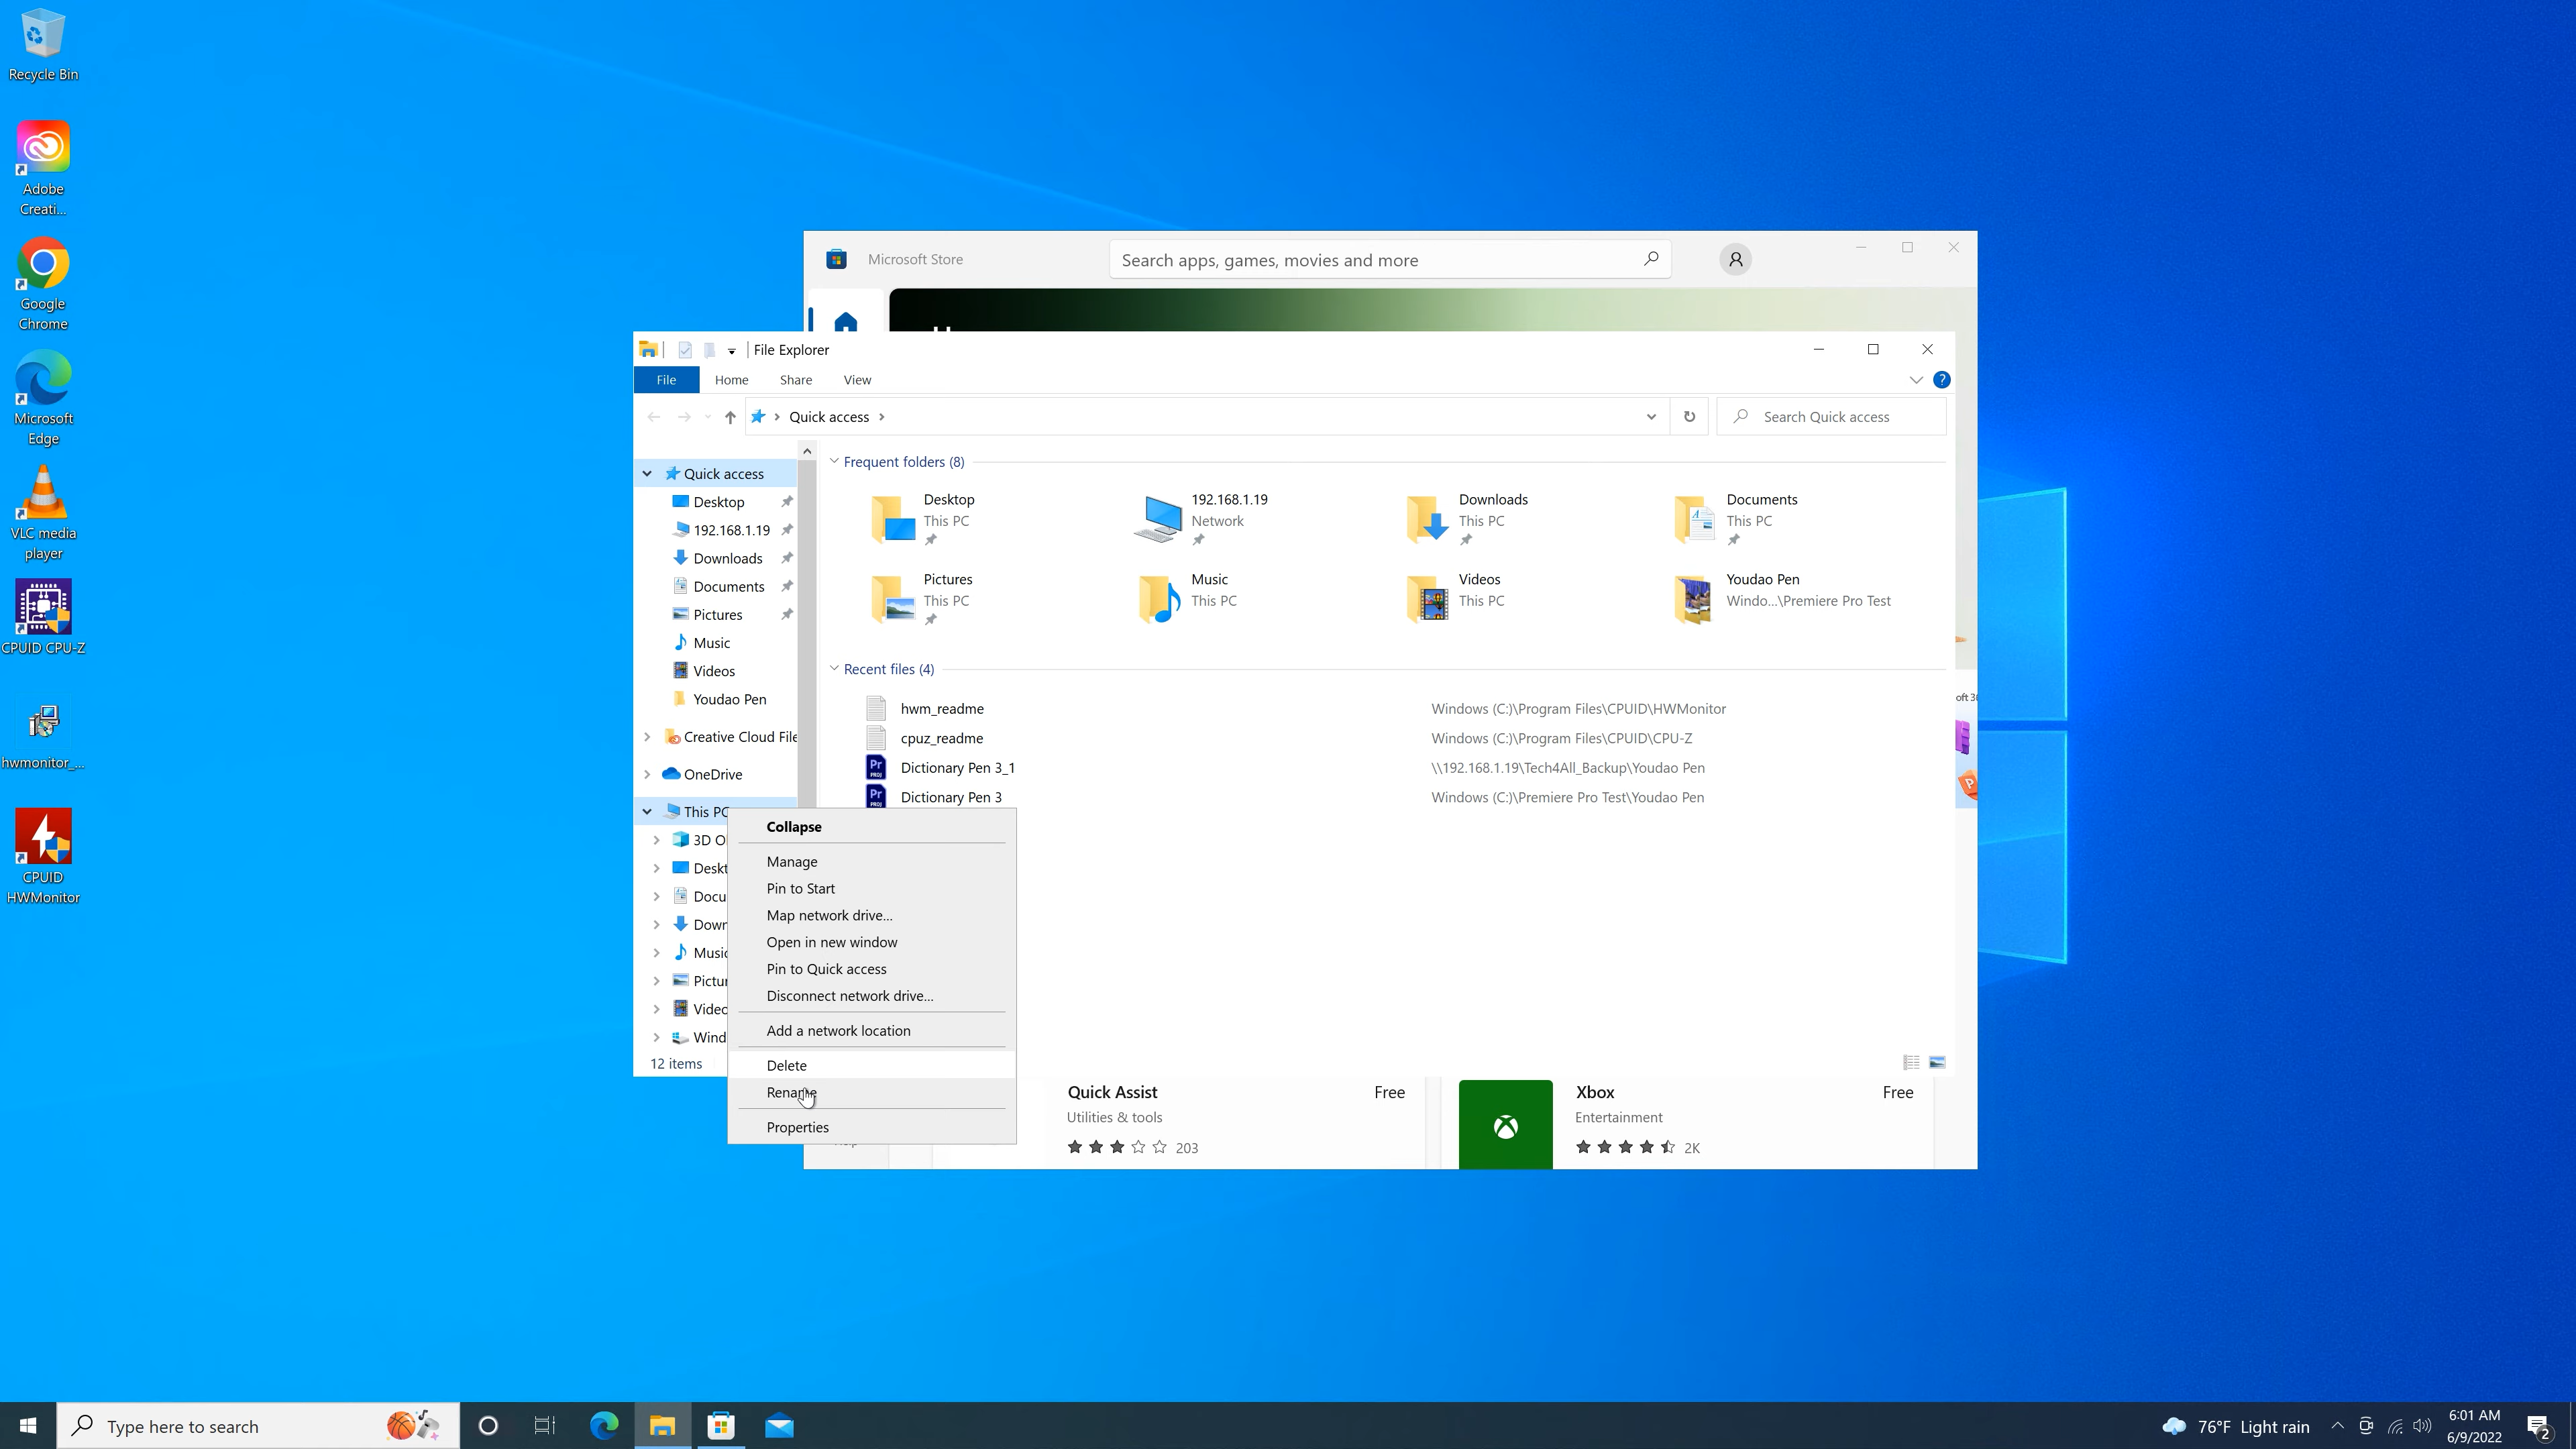 Recycle Bin
Adobe
Creati...
Google
Chrome
Microsoft
Edge
VLC media
player
CPUID CPU-Z
hwmonitor_...
CPUID
HWMonitor
Microsoft Store
Search apps, games, movies and more
File Explorer
File Home Share View
Quick access
Search Quick access
Quick access
Desktop
192.168.1.19
Downloads
Documents
Pictures
Music
Videos
Youdao Pen
Creative Cloud File
OneDrive
This PC
3D O
Deskt
Docu
Down
Music
Pictur
Video
Wind
12 items
Frequent folders (8)
Desktop
This PC
192.168.1.19
Network
Downloads
This PC
Documents
This PC
Pictures
This PC
Music
This PC
Videos
This PC
Youdao Pen
Windo...\Premiere Pro Test
Recent files (4)
hwm_readme Windows (C:)\Program Files\CPUID\HWMonitor
cpuz_readme Windows (C:)\Program Files\CPUID\CPU-Z
Pr PROJ Dictionary Pen 3_1 \\192.168.1.19\Tech4All_Backup\Youdao Pen
Pr PROJ Dictionary Pen 3 Windows (C:)\Premiere Pro Test\Youdao Pen
Collapse
Manage
Pin to Start
Map network drive...
Open in new window
Pin to Quick access
Disconnect network drive...
Add a network location
Delete
Rename
Properties
oft 3
Quick Assist Free
Utilities & tools
203
Xbox Free
Entertainment
2K
Type here to search
76°F Light rain
6:01 AM
6/9/2022
2